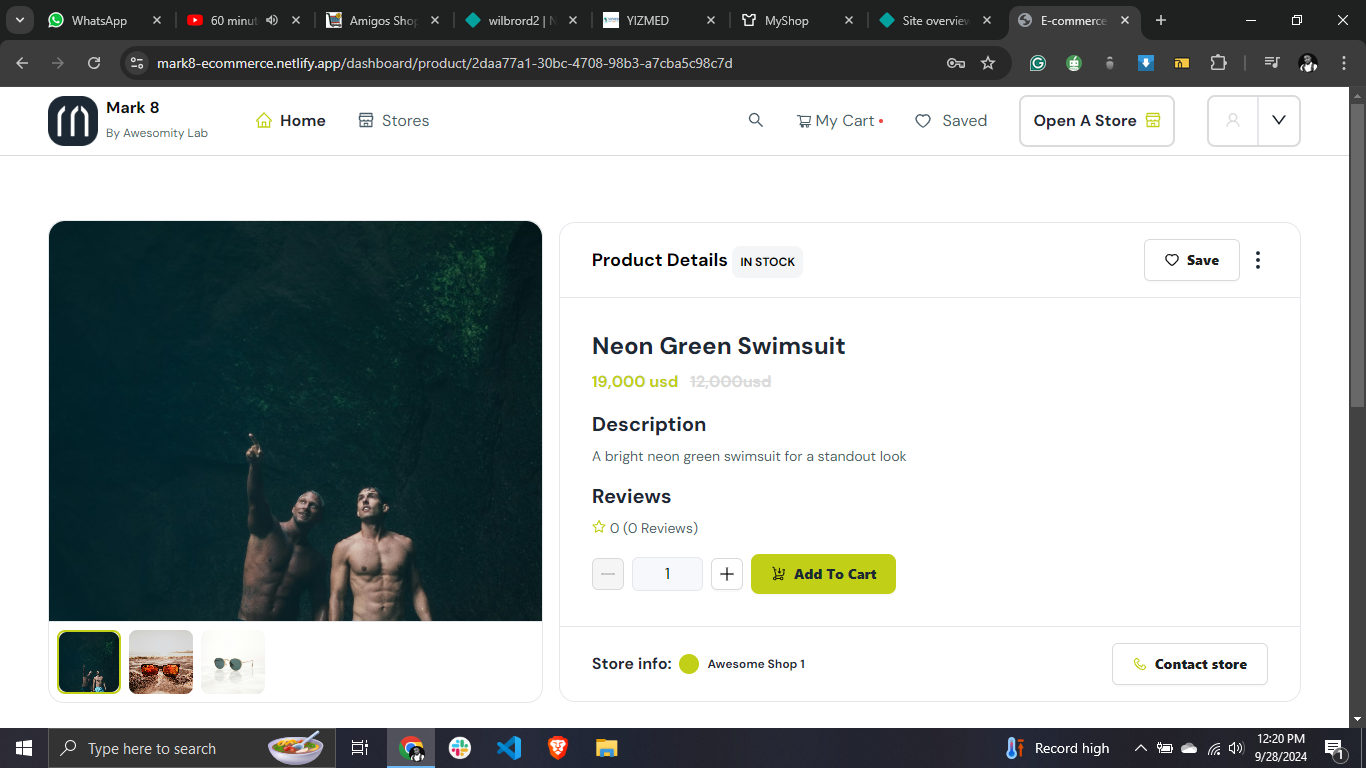 WhatsApp
60 minut
Amigos Shop
wilbrord2 | N
YIZMED
MyShop
Site overview
E-commerce
mark8-ecommerce.netlify.app/dashboard/product/2daa77a1-30bc-4708-98b3-a7cba5c98c7d
Mark 8
By Awesomity Lab
Home
Stores
My Cart
Saved
Open A Store
Product Details
IN STOCK
Save
Neon Green Swimsuit
19,000 usd 12,000usd
Description
A bright neon green swimsuit for a standout look
Reviews
0 (0 Reviews)
1
Add To Cart
Store info:
Awesome Shop 1
Contact store
Type here to search
Record high
12:20 PM
9/28/2024
1